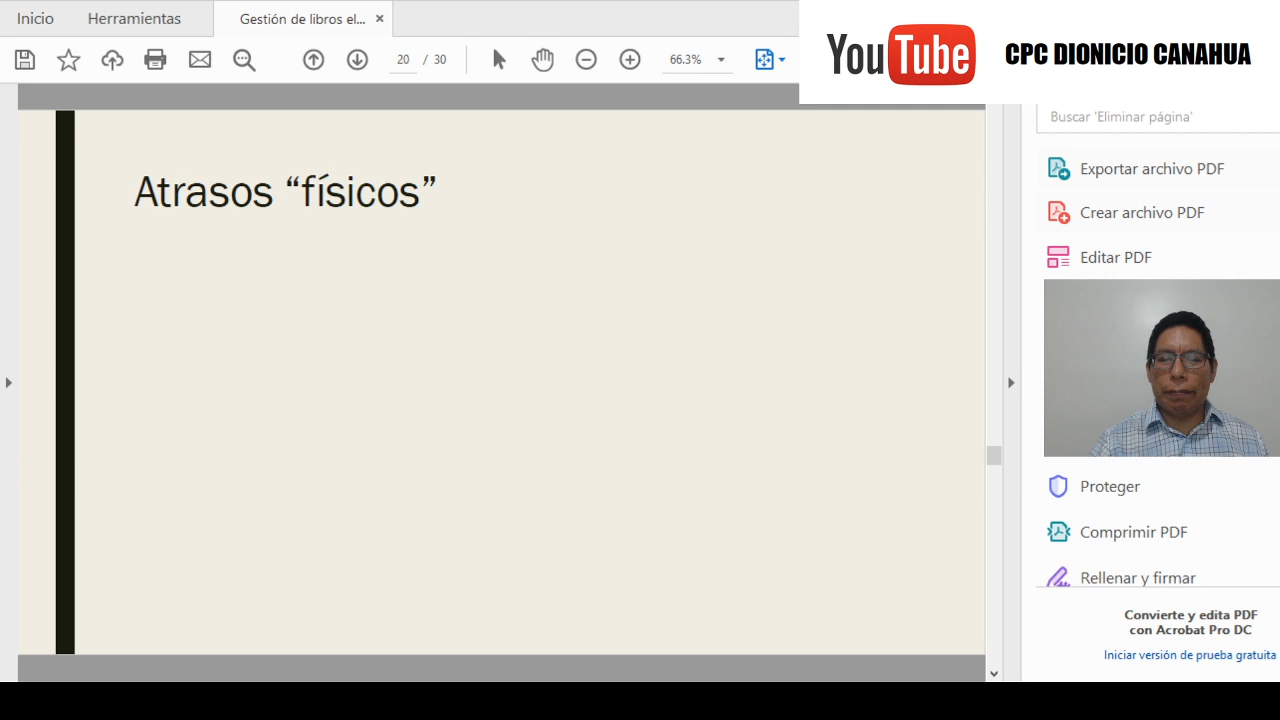 Inicio
Herramientas
Gestión de libros el... ×
20 / 30
66.3%
YouTube
CPC DIONICIO CANAHUA
Buscar 'Eliminar página'
Atrasos “físicos”
Exportar archivo PDF
Crear archivo PDF
Editar PDF
Proteger
Comprimir PDF
Rellenar y firmar
Convierte y edita PDF
con Acrobat Pro DC
Iniciar versión de prueba gratuita